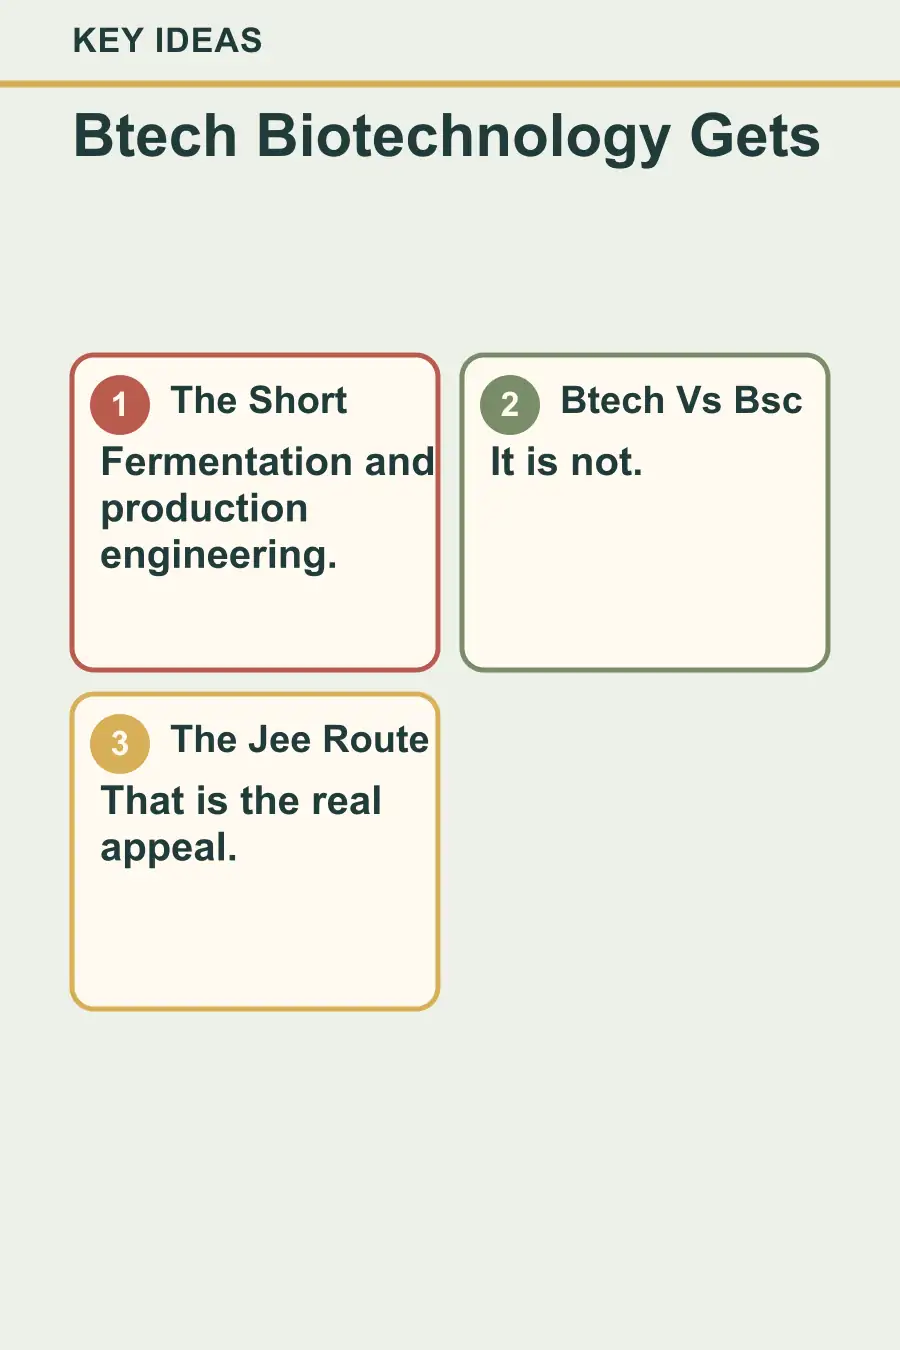 KEY IDEAS
Btech Biotechnology Gets
1 The Short
Fermentation and
production
engineering.
2 Btech Vs Bsc
It is not.
3 The Jee Route
That is the real
appeal.